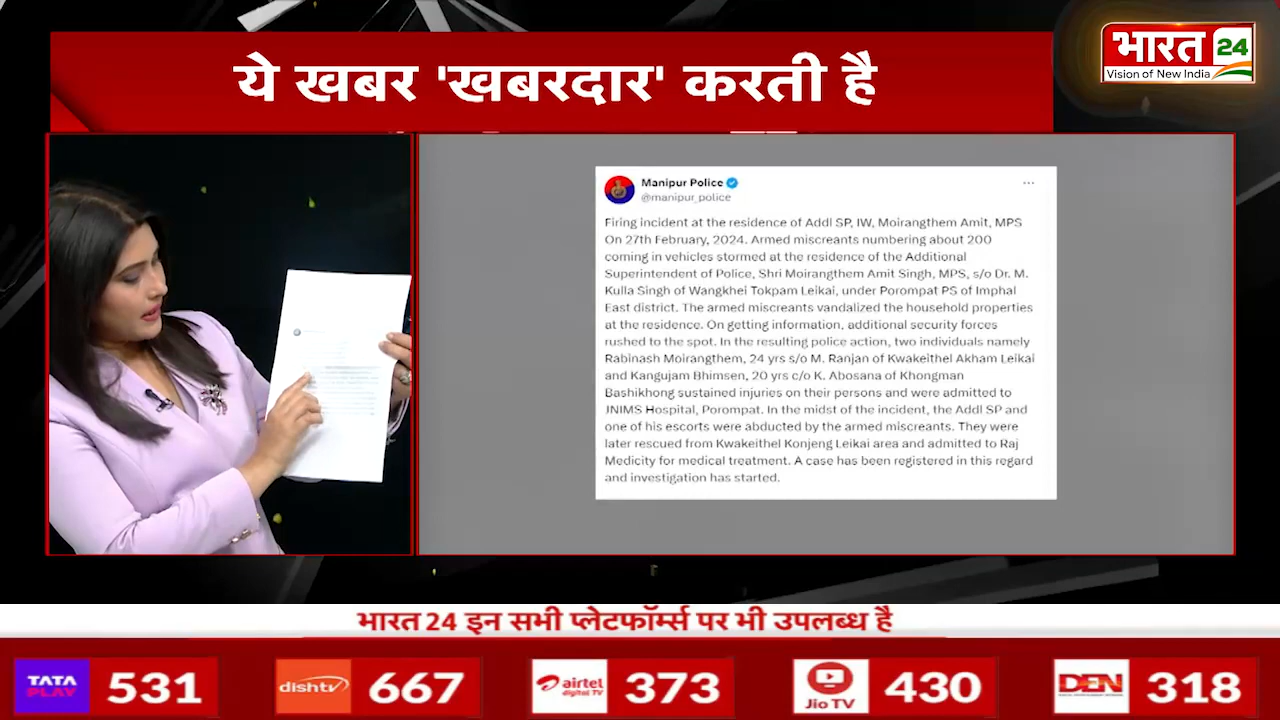 ये खबर 'खबरदार' करती है
भारत 24
Vision of New India
Manipur Police
@manipur_police
Firing incident at the residence of Addl SP, IW, Moirangthem Amit, MPS
On 27th February, 2024. Armed miscreants numbering about 200
coming in vehicles stormed at the residence of the Additional
Superintendent of Police, Shri Moirangthem Amit Singh, MPS, s/o Dr. M.
Kulla Singh of Wangkhei Tokpam Leikai, under Porompat PS of Imphal
East district. The armed miscreants vandalized the household properties
at the residence. On getting information, additional security forces
rushed to the spot. In the resulting police action, two individuals namely
Rabinash Moirangthem, 24 yrs s/o M. Ranjan of Kwakeithel Akham Leikai
and Kangujam Bhimsen, 20 yrs c/o K. Abosana of Khongman
Bashikhong sustained injuries on their persons and were admitted to
JNIMS Hospital, Porompat. In the midst of the incident, the Addl SP and
one of his escorts were abducted by the armed miscreants. They were
later rescued from Kwakeithel Konjeng Leikai area and admitted to Raj
Medicity for medical treatment. A case has been registered in this regard
and investigation has started.
भारत 24 इन सभी प्लेटफॉर्म्स पर भी उपलब्ध है
TATA PLAY 531
dishtv 667
airtel digital TV 373
JioTV 430
DEN 318